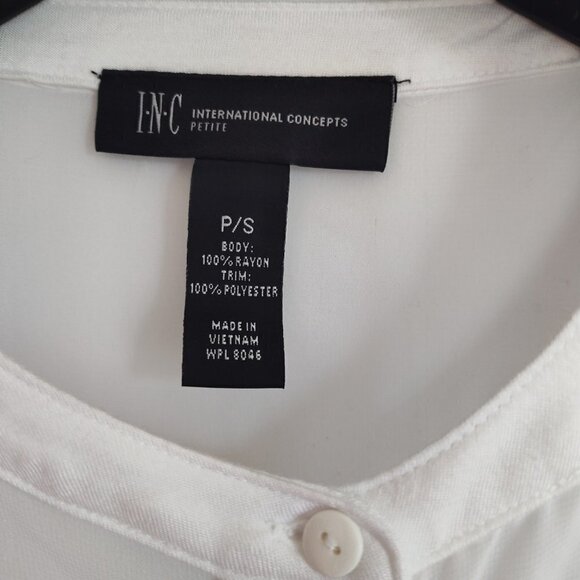 I·N·C INTERNATIONAL CONCEPTS
PETITE
P/S
BODY:
100% RAYON
TRIM:
100% POLYESTER
MADE IN
VIETNAM
WPL 8046